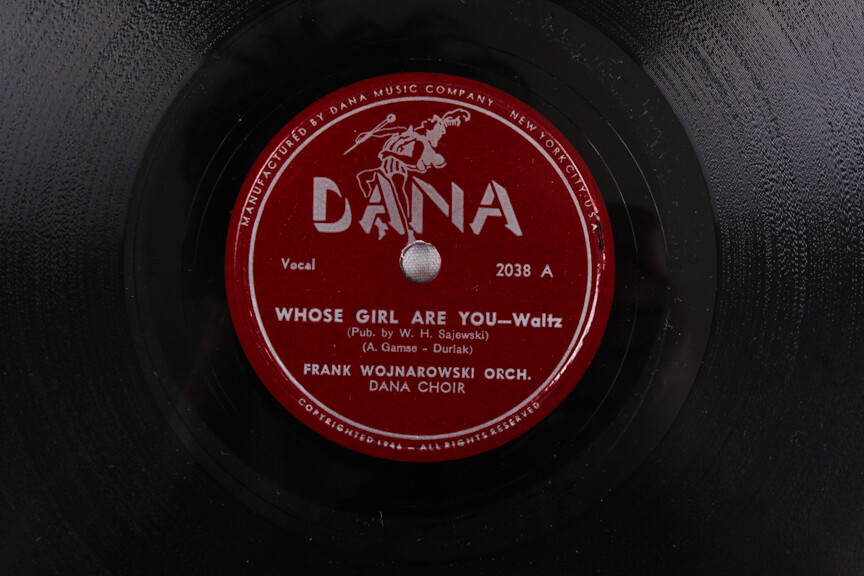 MANUFACTURED BY DANA MUSIC COMPANY NEW YORK CITY. U.S.A.
DANA
Vocal
2038 A
WHOSE GIRL ARE YOU—Waltz
(Pub. by W. H. Sajewski)
(A. Gamse - Durlak)
FRANK WOJNAROWSKI ORCH.
DANA CHOIR
COPYRIGHTED 1946 — ALL RIGHTS RESERVED